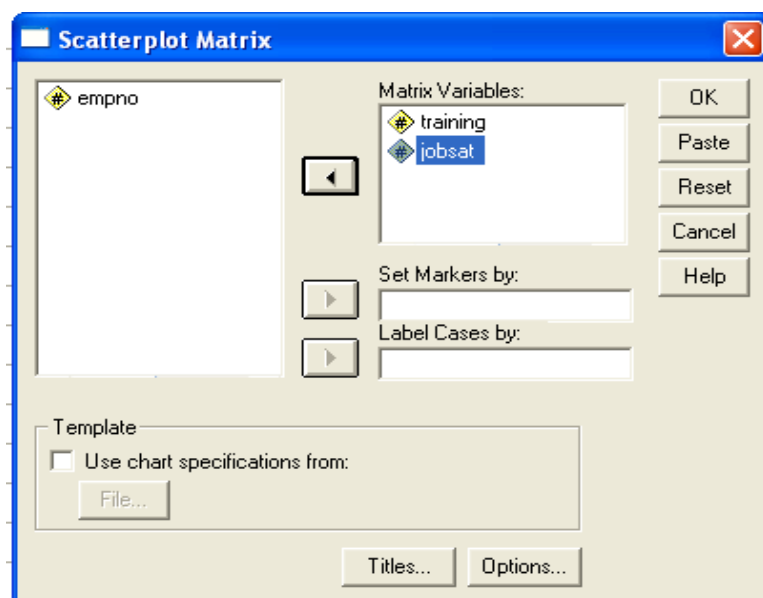 Scatterplot Matrix
# empno
Matrix Variables:
# training
# jobsat
OK
Paste
Reset
Cancel
Help
Set Markers by:
Label Cases by:
Template
Use chart specifications from:
File...
Titles...
Options...